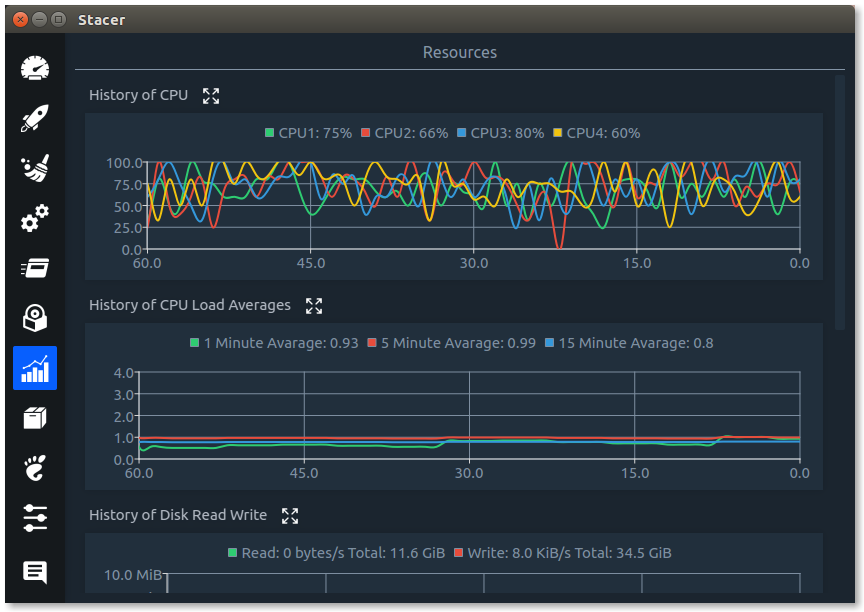 Stacer
Resources
History of CPU
CPU1: 75% CPU2: 66% CPU3: 80% CPU4: 60%
100.0
75.0
50.0
25.0
0.0
60.0 45.0 30.0 15.0 0.0
History of CPU Load Averages
1 Minute Avarage: 0.93 5 Minute Avarage: 0.99 15 Minute Avarage: 0.8
4.0
3.0
2.0
1.0
0.0
60.0 45.0 30.0 15.0 0.0
History of Disk Read Write
Read: 0 bytes/s Total: 11.6 GiB Write: 8.0 KiB/s Total: 34.5 GiB
10.0 MiB